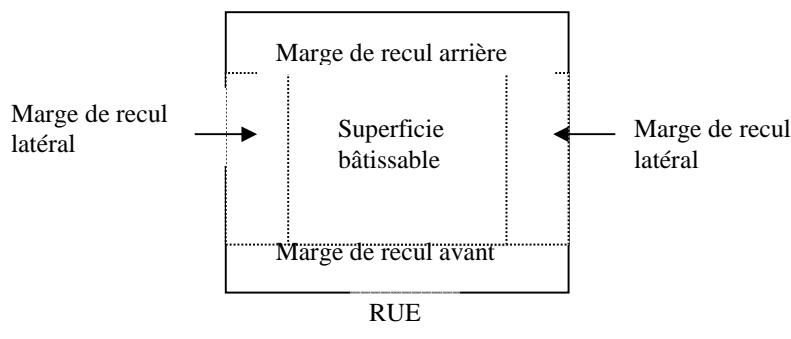 Marge de recul arrière
Marge de recul
latéral
Superficie
bâtissable
Marge de recul
latéral
Marge de recul avant
RUE